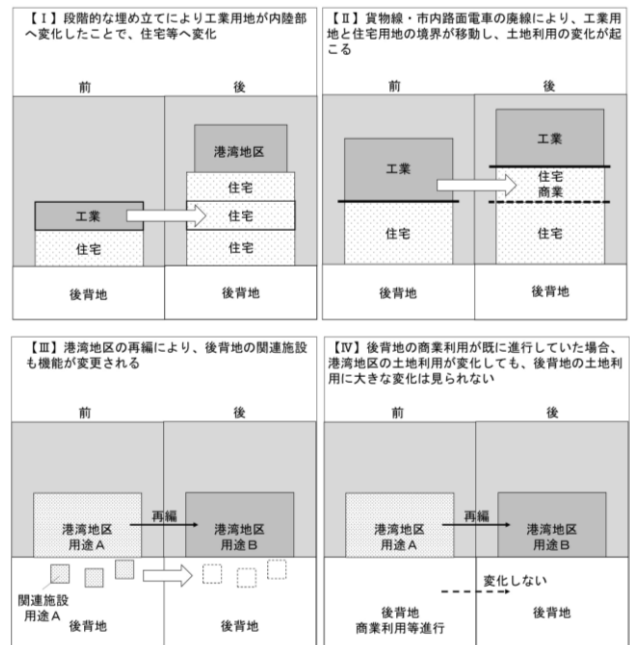 【Ⅰ】段階的な埋め立てにより工業用地が内陸部
へ変化したことで、住宅等へ変化
前
後
港湾地区
住宅
工業
住宅
住宅
住宅
後背地
後背地
【Ⅱ】貨物線・市内路面電車の廃線により、工業用
地と住宅用地の境界が移動し、土地利用の変化が起
こる
前
後
工業
工業
住宅
商業
住宅
住宅
後背地
後背地
【Ⅲ】港湾地区の再編により、後背地の関連施設
も機能が変更される
前
後
再編
港湾地区
用途A
港湾地区
用途B
関連施設
用途A
後背地
後背地
【Ⅳ】後背地の商業利用が既に進行していた場合、
港湾地区の土地利用が変化しても、後背地の土地利
用に大きな変化は見られない
前
後
再編
港湾地区
用途A
港湾地区
用途B
変化しない
後背地
商業利用等進行
後背地